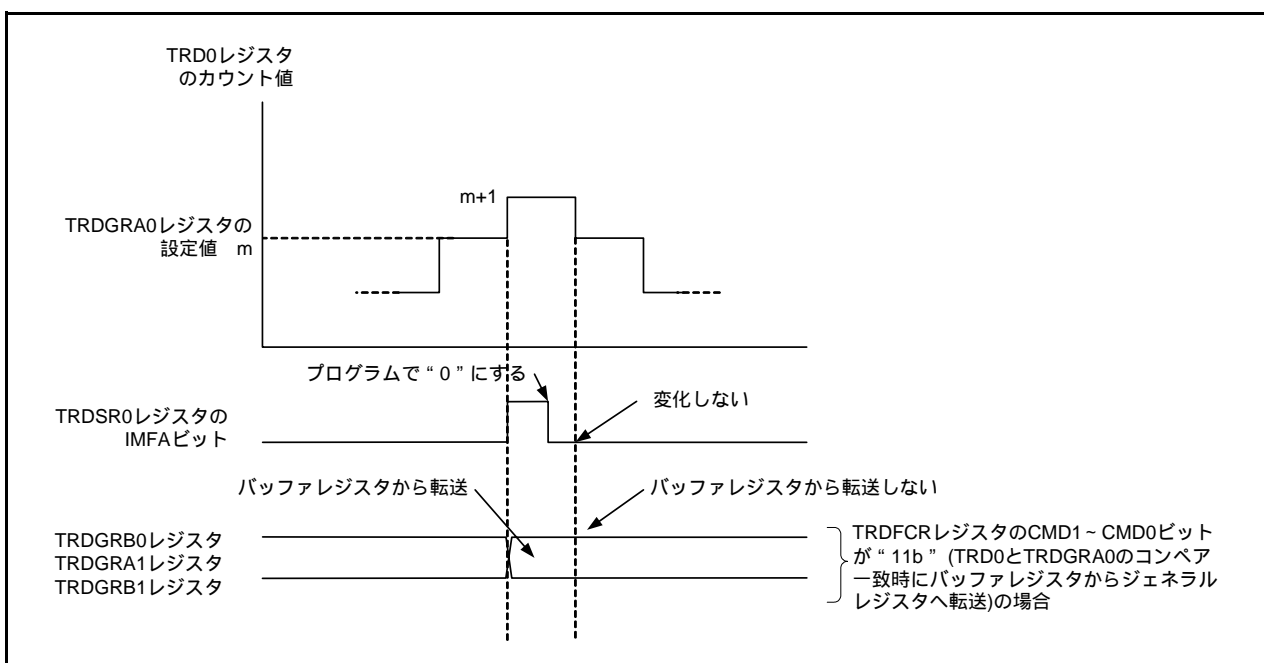 TRD0レジスタ
のカウント値
m+1
TRDGRA0レジスタの
設定値 m
プログラムで“0”にする
変化しない
TRDSR0レジスタの
IMFAビット
バッファレジスタから転送
バッファレジスタから転送しない
TRDGRB0レジスタ
TRDGRA1レジスタ
TRDGRB1レジスタ
TRDFCRレジスタのCMD1~CMD0ビット
が“11b”(TRD0とTRDGRA0のコンペア
一致時にバッファレジスタからジェネラル
レジスタへ転送)の場合